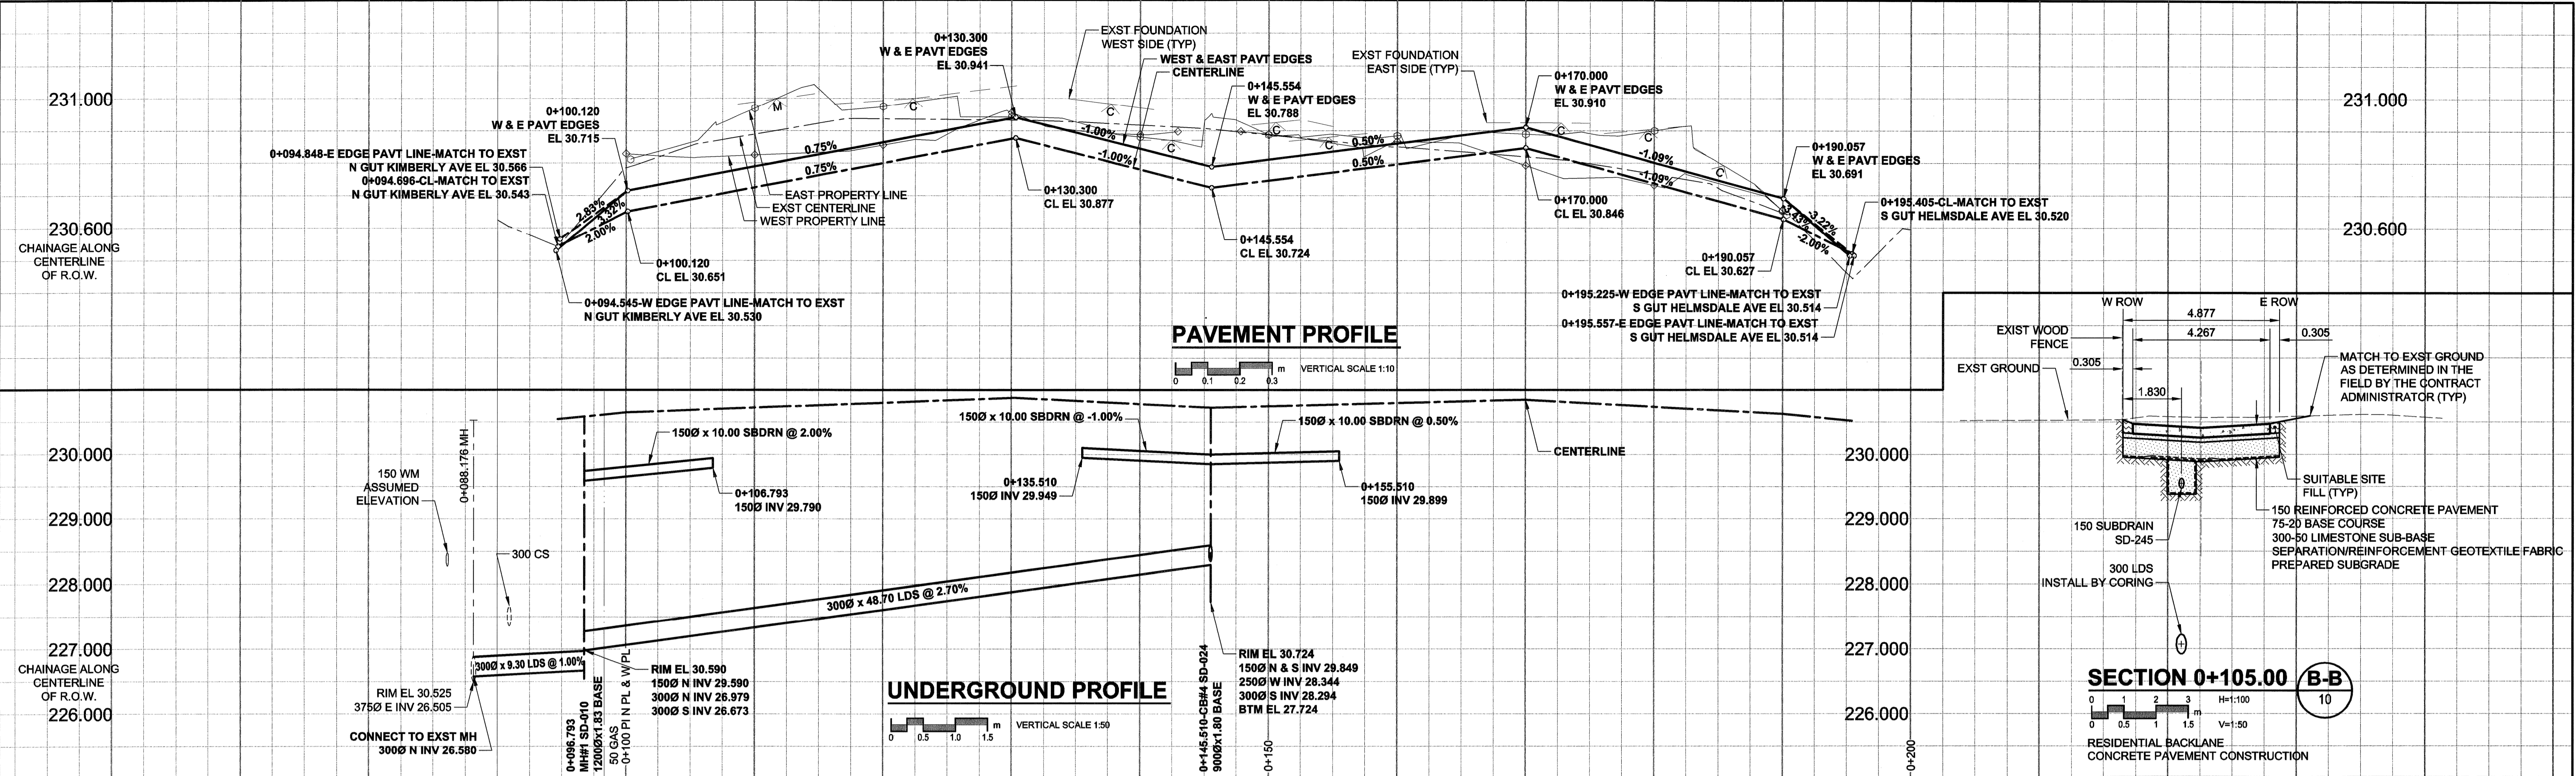 231.000
230.600
CHAINAGE ALONG
CENTERLINE
OF R.O.W.
0+094.848-E EDGE PAVT LINE-MATCH TO EXST
N GUT KIMBERLY AVE EL 30.566
0+094.696-CL-MATCH TO EXST
N GUT KIMBERLY AVE EL 30.543
0+100.120
W & E PAVT EDGES
EL 30.715
2.83%
3.32%
2.00%
0+100.120
CL EL 30.651
0+094.545-W EDGE PAVT LINE-MATCH TO EXST
N GUT KIMBERLY AVE EL 30.530
M
C
0.75%
0.75%
EAST PROPERTY LINE
EXST CENTERLINE
WEST PROPERTY LINE
0+130.300
W & E PAVT EDGES
EL 30.941
0+130.300
CL EL 30.877
EXST FOUNDATION
WEST SIDE (TYP)
WEST & EAST PAVT EDGES
CENTERLINE
C
C
-1.00%
-1.00%
0+145.554
W & E PAVT EDGES
EL 30.788
0+145.554
CL EL 30.724
EXST FOUNDATION
EAST SIDE (TYP)
C
C
C
0.50%
0.50%
0+170.000
W & E PAVT EDGES
EL 30.910
0+170.000
CL EL 30.846
C
C
C
-1.09%
-1.09%
0+190.057
W & E PAVT EDGES
EL 30.691
0+190.057
CL EL 30.627
-3.22%
-3.43%
-2.00%
0+195.405-CL-MATCH TO EXST
S GUT HELMSDALE AVE EL 30.520
0+195.225-W EDGE PAVT LINE-MATCH TO EXST
S GUT HELMSDALE AVE EL 30.514
0+195.557-E EDGE PAVT LINE-MATCH TO EXST
S GUT HELMSDALE AVE EL 30.514
231.000
230.600
PAVEMENT PROFILE
0 0.1 0.2 0.3 m VERTICAL SCALE 1:10
230.000
229.000
228.000
227.000
226.000
CHAINAGE ALONG
CENTERLINE
OF R.O.W.
150 WM
ASSUMED
ELEVATION
0+088.176 MH
300 CS
300Ø x 9.30 LDS @ 1.00%
RIM EL 30.525
375Ø E INV 26.505
CONNECT TO EXST MH
300Ø N INV 26.580
0+096.793
MH#1 SD-010
1200Øx1.83 BASE
50 GAS
0+100 PI N PL & W PL
RIM EL 30.590
150Ø N INV 29.590
300Ø N INV 26.979
300Ø S INV 26.673
150Ø x 10.00 SBDRN @ 2.00%
0+106.793
150Ø INV 29.790
300Ø x 48.70 LDS @ 2.70%
150Ø x 10.00 SBDRN @ -1.00%
0+135.510
150Ø INV 29.949
150Ø x 10.00 SBDRN @ 0.50%
0+155.510
150Ø INV 29.899
CENTERLINE
0+145.510-CB#4 SD-024
900Øx1.80 BASE
0+150
RIM EL 30.724
150Ø N & S INV 29.849
250Ø W INV 28.344
300Ø S INV 28.294
BTM EL 27.724
UNDERGROUND PROFILE
0 0.5 1.0 1.5 m VERTICAL SCALE 1:50
230.000
229.000
228.000
227.000
226.000
0+200
W ROW
E ROW
4.877
4.267
0.305
0.305
1.830
EXIST WOOD
FENCE
EXST GROUND
MATCH TO EXST GROUND
AS DETERMINED IN THE
FIELD BY THE CONTRACT
ADMINISTRATOR (TYP)
SUITABLE SITE
FILL (TYP)
150 REINFORCED CONCRETE PAVEMENT
75-20 BASE COURSE
300-50 LIMESTONE SUB-BASE
SEPARATION/REINFORCEMENT GEOTEXTILE FABRIC
PREPARED SUBGRADE
150 SUBDRAIN
SD-245
300 LDS
INSTALL BY CORING
SECTION 0+105.00
B-B
10
0 1 2 3 H=1:100
m
0 0.5 1 1.5 V=1:50
RESIDENTIAL BACKLANE
CONCRETE PAVEMENT CONSTRUCTION